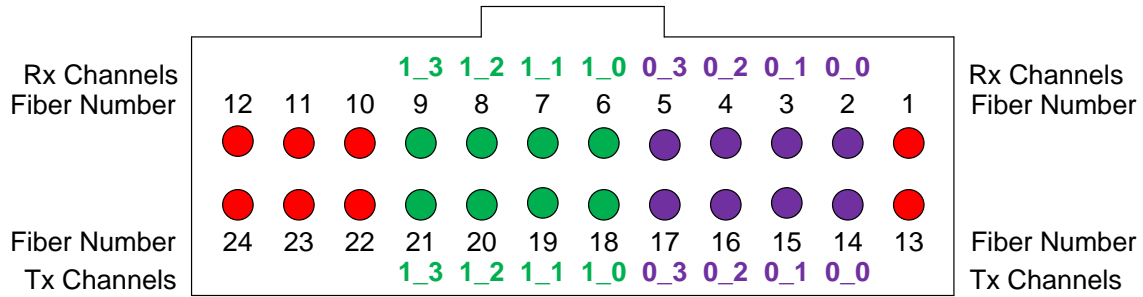 Rx Channels 1_3 1_2 1_1 1_0 0_3 0_2 0_1 0_0 Rx Channels
Fiber Number 12 11 10 9 8 7 6 5 4 3 2 1 Fiber Number
Fiber Number 24 23 22 21 20 19 18 17 16 15 14 13 Fiber Number
Tx Channels 1_3 1_2 1_1 1_0 0_3 0_2 0_1 0_0 Tx Channels